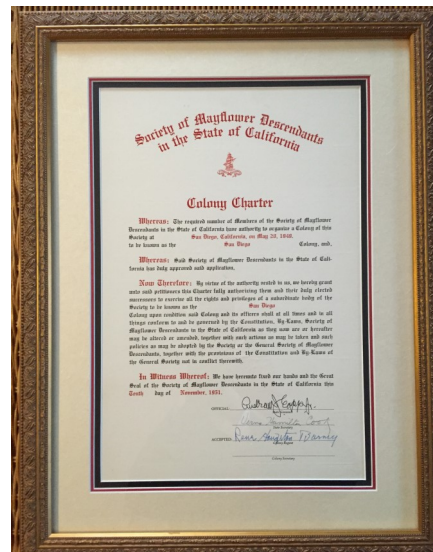 Society of Mayflower Descendants
in the State of California
Colony Charter
Whereas: The required number of Members of the Society of Mayflower
Descendants in the State of California have authority to organize a Colony of this
Society at San Diego, California, on May 23, 1946.
to be known as the San Diego Colony, and,
Whereas: Said Society of Mayflower Descendants in the State of Cali-
fornia has duly approved said application,
Now Therefore: By virtue of the authority vested in us, we hereby grant
unto said petitioners this Charter fully authorizing them and their duly elected
successors to exercise all the rights and privileges of a subordinate body of the
Society to be known as the San Diego
Colony upon condition said Colony and its officers shall at all times and in all
things conform to and be governed by the Constitution, By-Laws, Society of
Mayflower Descendants in the State of California as they now are or hereafter
may be altered or amended, together with such actions as may be taken and such
policies as may be adopted by the Society or the General Society of Mayflower
Descendants, together with the provisions of the Constitution and By-Laws of
the General Society not in conflict therewith.
In Witness Whereof: We have hereunto fixed our hands and the Great
Seal of the Society of Mayflower Descendants in the State of California this
Tenth day of November, 1951.
OFFICIAL
Cook
ACCEPTED
Colony Secretary